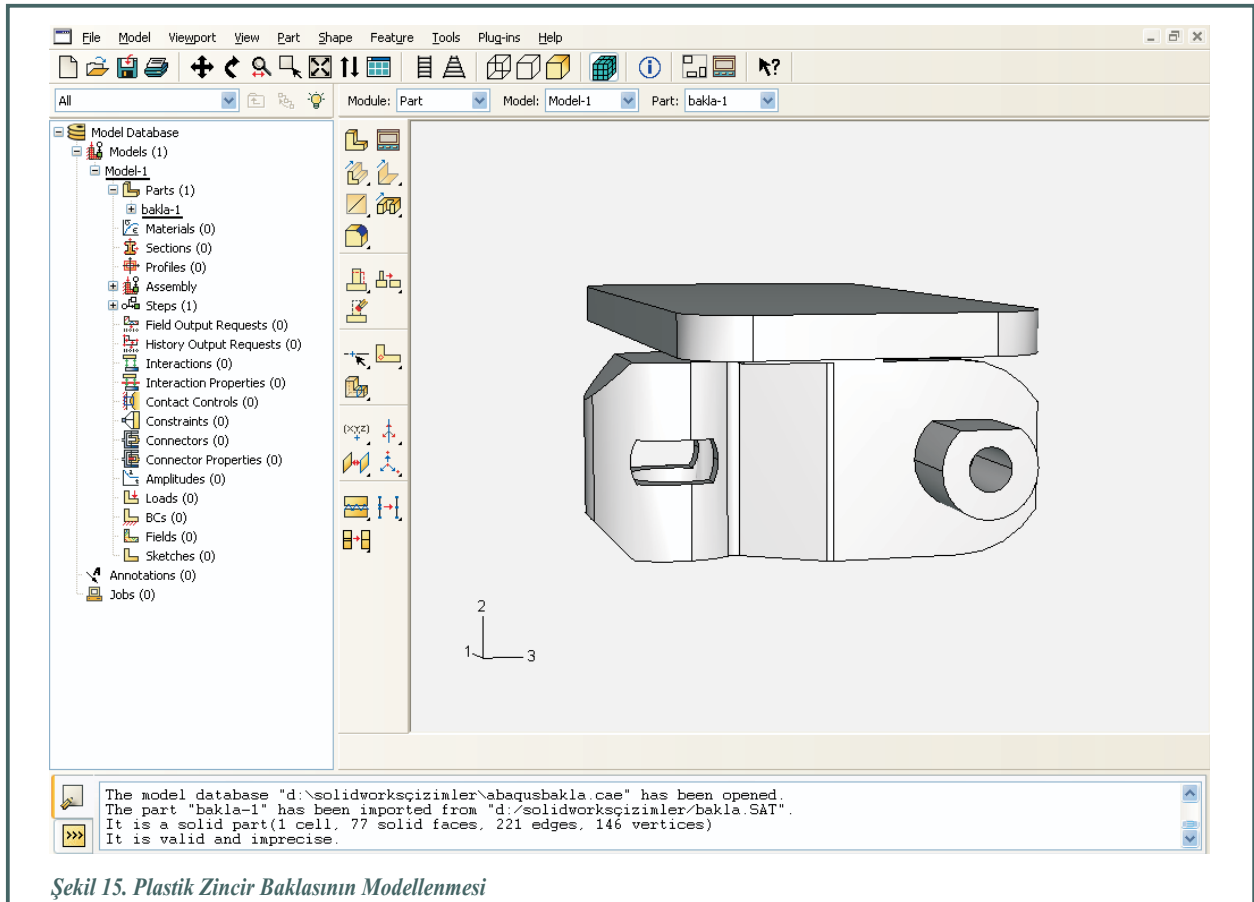 File Model Viewport View Part Shape Feature Tools Plug-ins Help
All Module: Part Model: Model-1 Part: bakla-1
Model Database
Models (1)
Model-1
Parts (1)
bakla-1
Materials (0)
Sections (0)
Profiles (0)
Assembly
Steps (1)
Field Output Requests (0)
History Output Requests (0)
Interactions (0)
Interaction Properties (0)
Contact Controls (0)
Constraints (0)
Connectors (0)
Connector Properties (0)
Amplitudes (0)
Loads (0)
BCs (0)
Fields (0)
Sketches (0)
Annotations (0)
Jobs (0)
(XYZ)
2
1 3
The model database "d:\solidworksçizimler\abaqusbakla.cae" has been opened.
The part "bakla-1" has been imported from "d:/solidworksçizimler/bakla.SAT".
It is a solid part(1 cell, 77 solid faces, 221 edges, 146 vertices)
It is valid and imprecise.
Şekil 15. Plastik Zincir Baklasının Modellenmesi